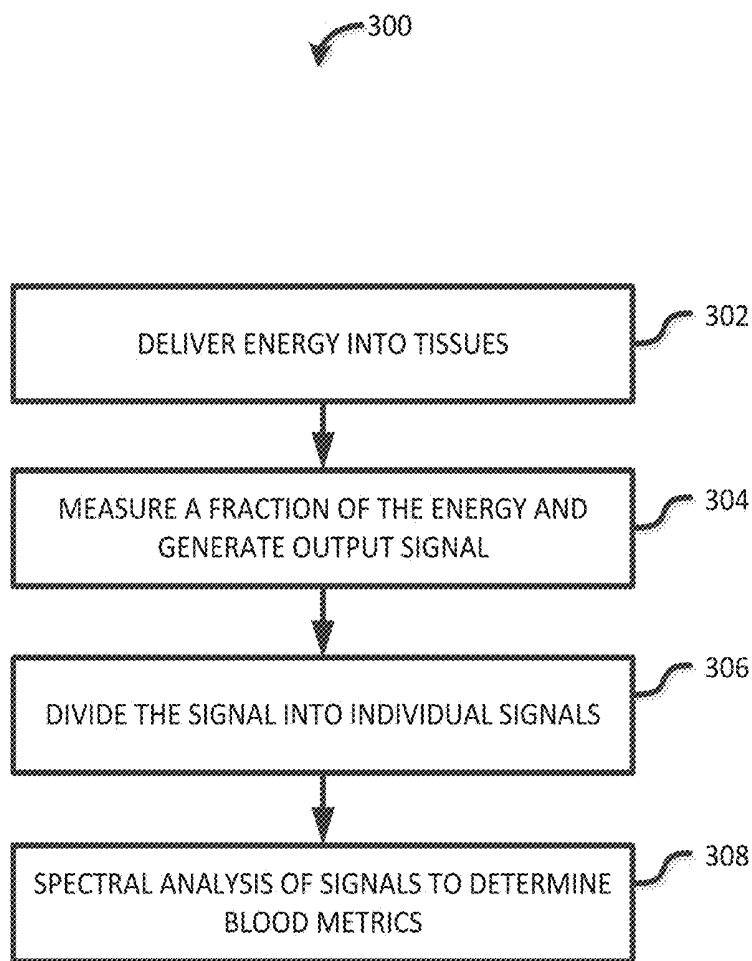 300
DELIVER ENERGY INTO TISSUES
302
MEASURE A FRACTION OF THE ENERGY AND
GENERATE OUTPUT SIGNAL
304
DIVIDE THE SIGNAL INTO INDIVIDUAL SIGNALS
306
SPECTRAL ANALYSIS OF SIGNALS TO DETERMINE
BLOOD METRICS
308